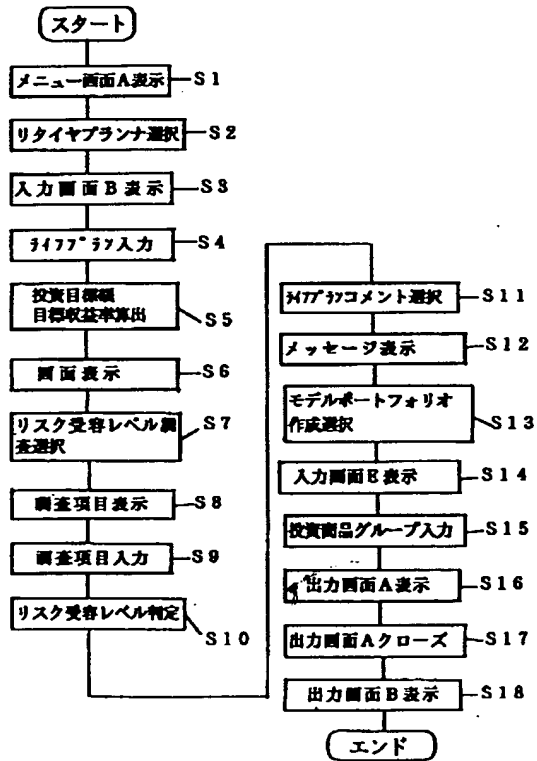 スタート
メニュー画面A表示
S1
リタイヤプランナ選択
S2
入力画面B表示
S3
ライフプラン入力
S4
投資目標額
目標収益率算出
S5
画面表示
S6
リスク受容レベル調
査選択
S7
調査項目表示
S8
調査項目入力
S9
リスク受容レベル判定
S10
ライフプランコメント選択
S11
メッセージ表示
S12
モデルポートフォリオ
作成選択
S13
入力画面E表示
S14
投資商品グループ入力
S15
出力画面A表示
S16
出力画面Aクローズ
S17
出力画面B表示
S18
エンド